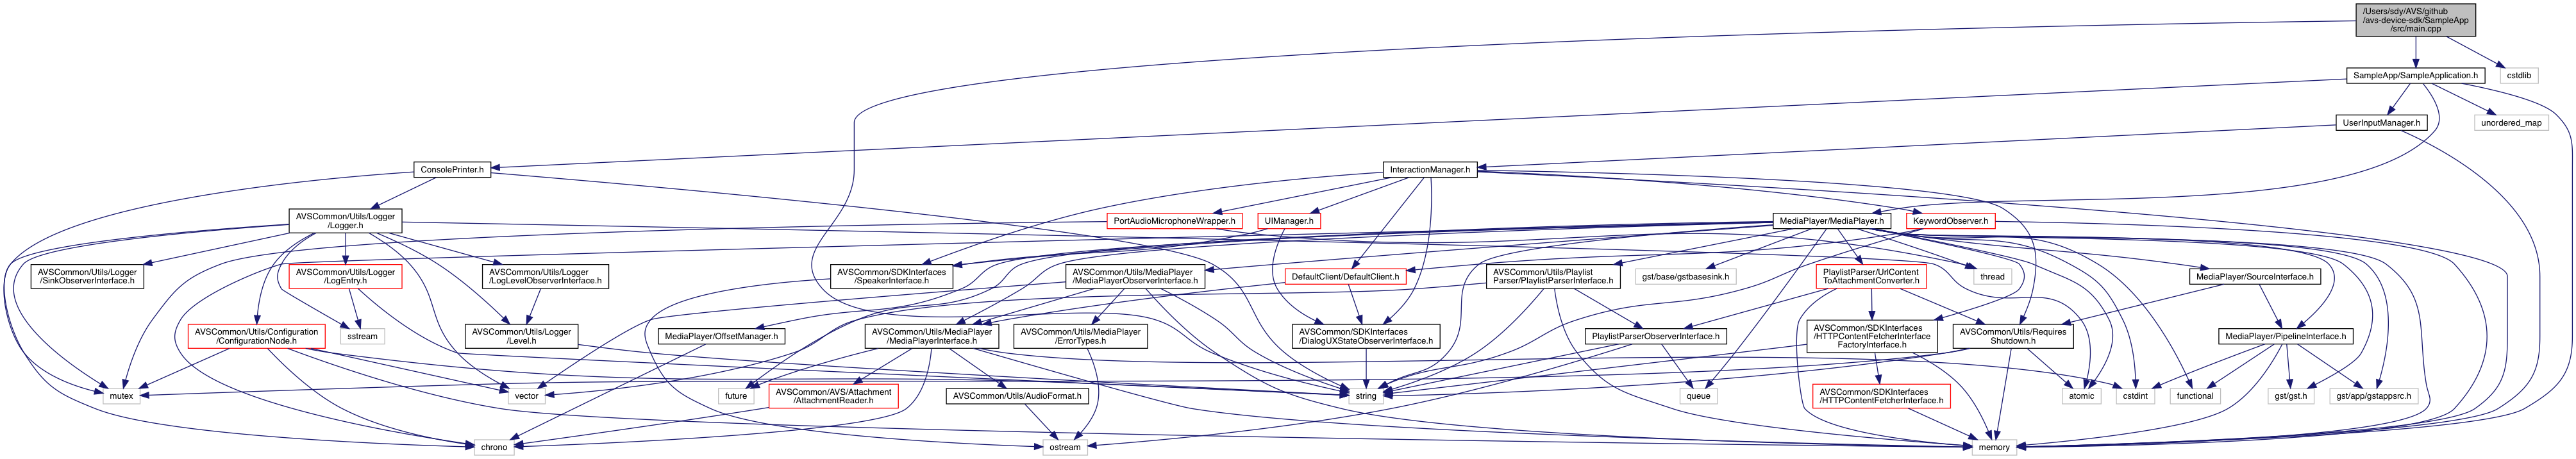 /Users/sdy/AVS/github
/avs-device-sdk/SampleApp
/src/main.cpp
SampleApp/SampleApplication.h
cstdlib
UserInputManager.h
unordered_map
ConsolePrinter.h
InteractionManager.h
AVSCommon/Utils/Logger
/Logger.h
PortAudioMicrophoneWrapper.h
UIManager.h
MediaPlayer/MediaPlayer.h
KeywordObserver.h
AVSCommon/Utils/Logger
/SinkObserverInterface.h
AVSCommon/Utils/Logger
/LogEntry.h
AVSCommon/Utils/Logger
/LogLevelObserverInterface.h
AVSCommon/SDKInterfaces
/SpeakerInterface.h
AVSCommon/Utils/MediaPlayer
/MediaPlayerObserverInterface.h
DefaultClient/DefaultClient.h
AVSCommon/Utils/Playlist
Parser/PlaylistParserInterface.h
gst/base/gstbasesink.h
PlaylistParser/UrlContent
ToAttachmentConverter.h
thread
MediaPlayer/SourceInterface.h
AVSCommon/Utils/Configuration
/ConfigurationNode.h
sstream
AVSCommon/Utils/Logger
/Level.h
MediaPlayer/OffsetManager.h
AVSCommon/Utils/MediaPlayer
/MediaPlayerInterface.h
AVSCommon/Utils/MediaPlayer
/ErrorTypes.h
AVSCommon/SDKInterfaces
/DialogUXStateObserverInterface.h
PlaylistParserObserverInterface.h
AVSCommon/SDKInterfaces
/HTTPContentFetcherInterface
FactoryInterface.h
AVSCommon/Utils/Requires
Shutdown.h
MediaPlayer/PipelineInterface.h
mutex
vector
future
AVSCommon/AVS/Attachment
/AttachmentReader.h
AVSCommon/Utils/AudioFormat.h
string
queue
AVSCommon/SDKInterfaces
/HTTPContentFetcherInterface.h
atomic
cstdint
functional
gst/gst.h
gst/app/gstappsrc.h
chrono
ostream
memory